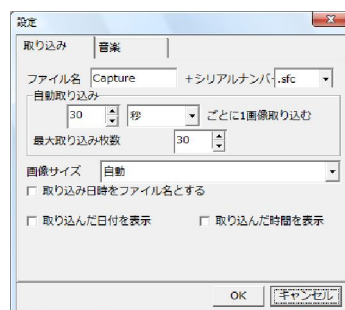 設定
取り込み 音楽
ファイル名 Capture +シリアルナンバ- .sfc
自動取り込み
30 秒 ごとに1画像取り込む
最大取り込み枚数 30
画像サイズ 自動
取り込み日時をファイル名とする
取り込んだ日付を表示 取り込んだ時間を表示
OK キャンセル